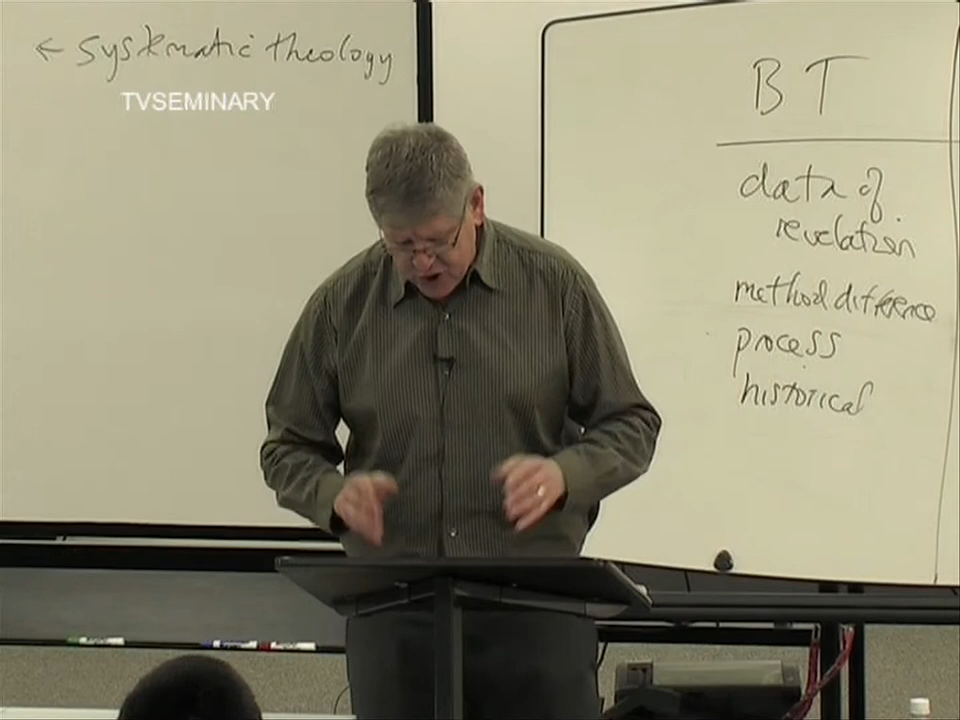 ← systematic theology
TVSEMINARY
BT
data of
revelation
method difference
process
historical